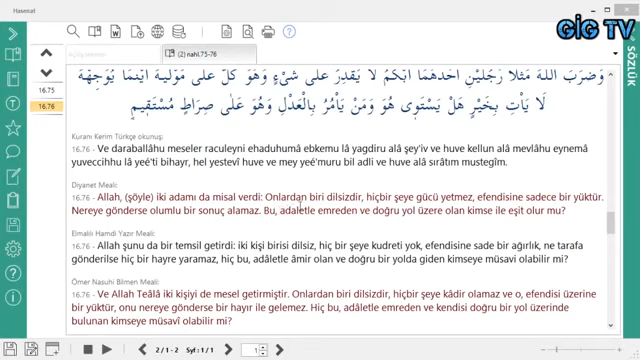 Hasenat
GiG TV
Açılış Ekranı
(2) nahl.75-76
SÖZLÜK
16.75
16.76
وَضَرَبَ اللّٰهُ مَثَلًا رَجُلَيْنِ اَحَدُهُمَٓا اَبْكَمُ لَا يَقْدِرُ عَلٰى شَيْءٍ وَهُوَ كَلٌّ عَلٰى مَوْلٰيهُ اَيْنَمَا يُوَجِّهْهُ
لَا يَأْتِ بِخَيْرٍ هَلْ يَسْتَوٖي هُوَ وَمَنْ يَأْمُرُ بِالْعَدْلِ وَهُوَ عَلٰى صِرَاطٍ مُسْتَقٖيمٍ
Kuranı Kerim Türkçe okunuş:
16.76 - Ve daraballâhu meseler raculeyni ehaduhumâ ebkemu lâ yagdiru alâ şey'iv ve huve kellun alâ mevlâhu eynemâ
yuveccihhu lâ yeé'ti bihayr, hel yestevî huve ve mey yeé'muru bil adli ve huve alâ sırâtım mustegîm.
Diyanet Meali:
16.76 - Allah, (şöyle) iki adamı da misal verdi: Onlardan biri dilsizdir, hiçbir şeye gücü yetmez, efendisine sadece bir yüktür.
Nereye gönderse olumlu bir sonuç alamaz. Bu, adaletle emreden ve doğru yol üzere olan kimse ile eşit olur mu?
Elmalılı Hamdi Yazır Meali:
16.76 - Allah şunu da bir temsil getirdi: iki kişi birisi dilsiz, hiç bir şeye kudreti yok, efendisine sade bir ağırlık, ne tarafa
gönderilse hiç bir hayre yaramaz, hiç bu, adâletle âmir olan ve doğru bir yolda giden kimseye müsavi olabilir mi?
Ömer Nasuhi Bilmen Meali:
16.76 - Ve Allah Teâlâ iki kişiyi de mesel getirmiştir. Onlardan biri dilsizdir, hiçbir şeye kâdir olamaz ve o, efendisi üzerine
bir yüktür, onu nereye gönderse bir hayır ile gelemez. Hiç bu, adâletle emreden ve kendisi doğru bir yol üzerinde
bulunan kimseye müsavî olabilir mi?
2/1 - 2
Syf : 1/1
1